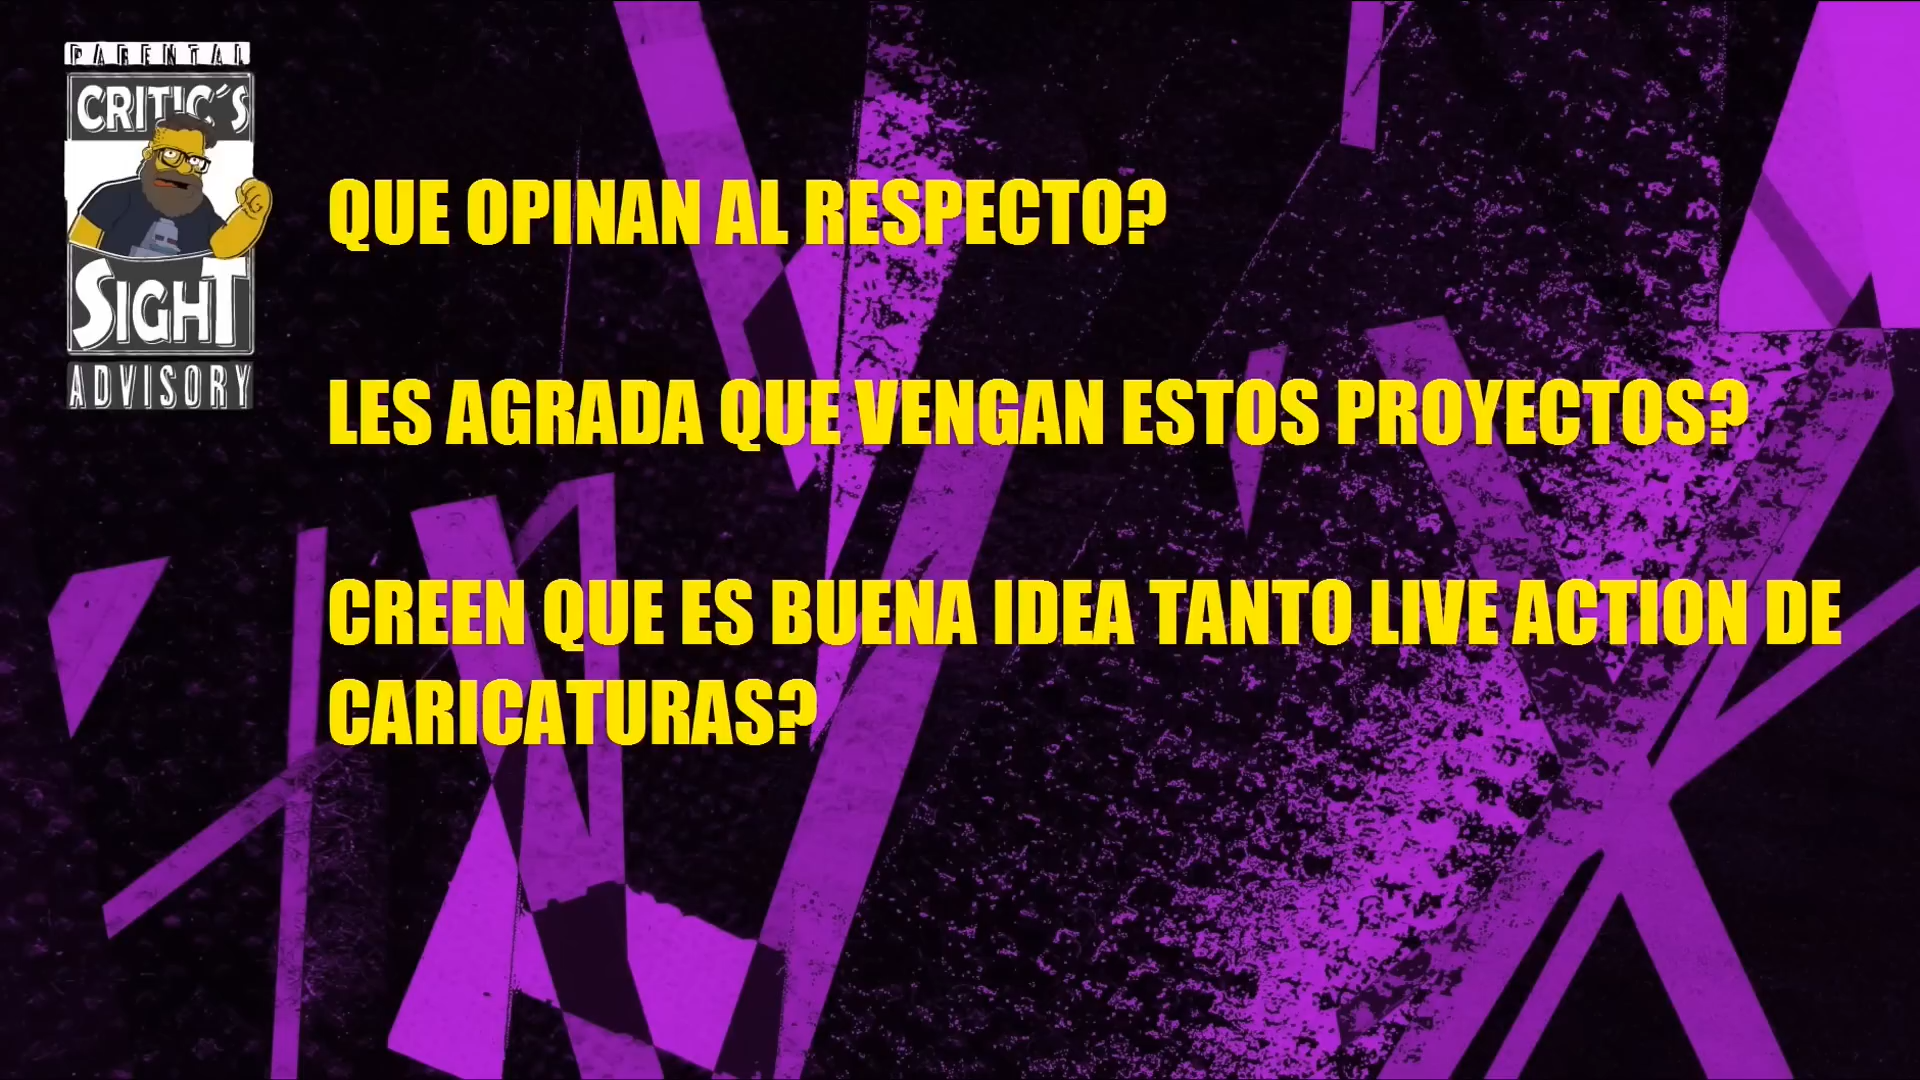 PARENTAL
CRITIC´S
SIGHT
ADVISORY
QUE OPINAN AL RESPECTO?
LES AGRADA QUE VENGAN ESTOS PROYECTOS?
CREEN QUE ES BUENA IDEA TANTO LIVE ACTION DE
CARICATURAS?